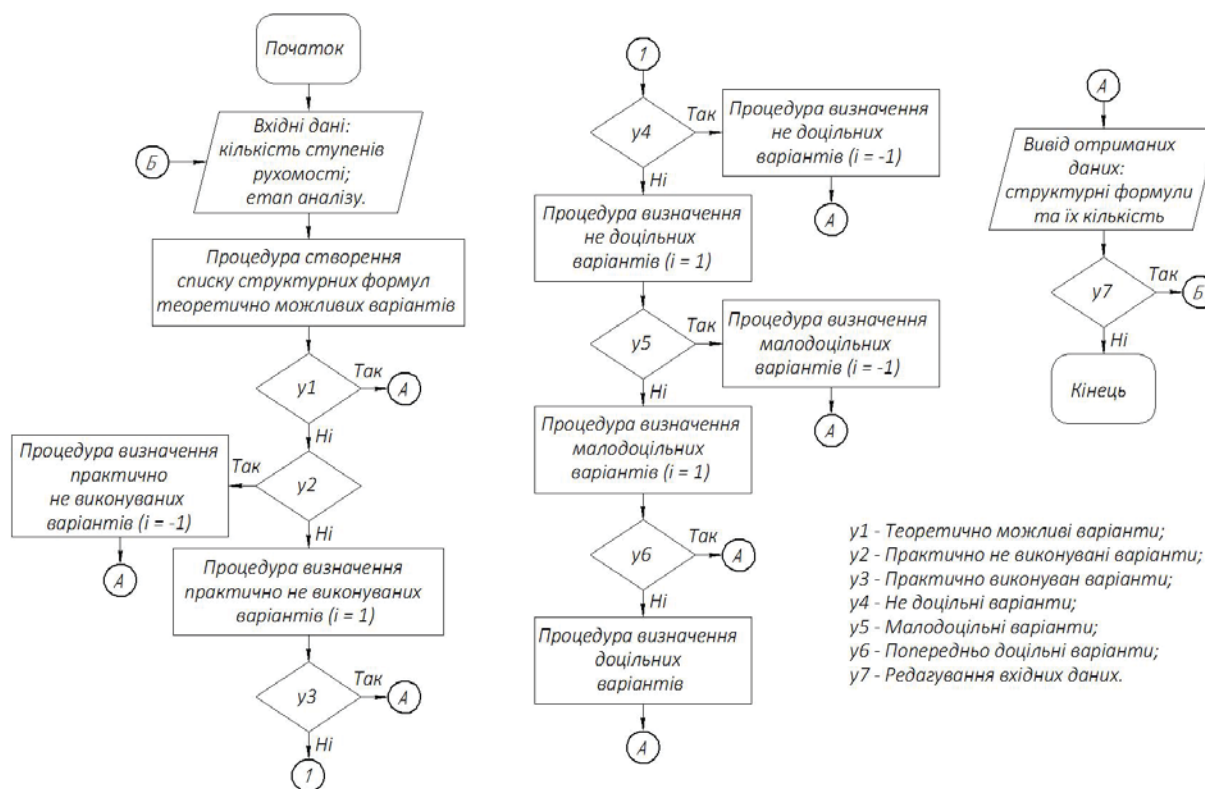 Початок
Б
Вхідні дані:
кількість ступенів
рухомості;
етап аналізу.
Процедура створення
списку структурних формул
теоретично можливих варіантів
у1
Так
А
Ні
у2
Так
Процедура визначення
практично
не виконуваних
варіантів (i = -1)
А
Ні
Процедура визначення
практично не виконуваних
варіантів (i = 1)
у3
Так
А
Ні
1
1
у4
Так
Процедура визначення
не доцільних
варіантів (i = -1)
А
Ні
Процедура визначення
не доцільних
варіантів (i = 1)
у5
Так
Процедура визначення
малодоцільних
варіантів (i = -1)
А
Ні
Процедура визначення
малодоцільних
варіантів (i = 1)
у6
Так
А
Ні
Процедура визначення
доцільних
варіантів
А
А
Вивід отриманих
даних:
структурні формули
та їх кількість
у7
Так
Б
Ні
Кінець
у1 - Теоретично можливі варіанти;
у2 - Практично не виконувані варіанти;
у3 - Практично виконуван варіанти;
у4 - Не доцільні варіанти;
у5 - Малодоцільні варіанти;
у6 - Попередньо доцільні варіанти;
у7 - Редагування вхідних даних.